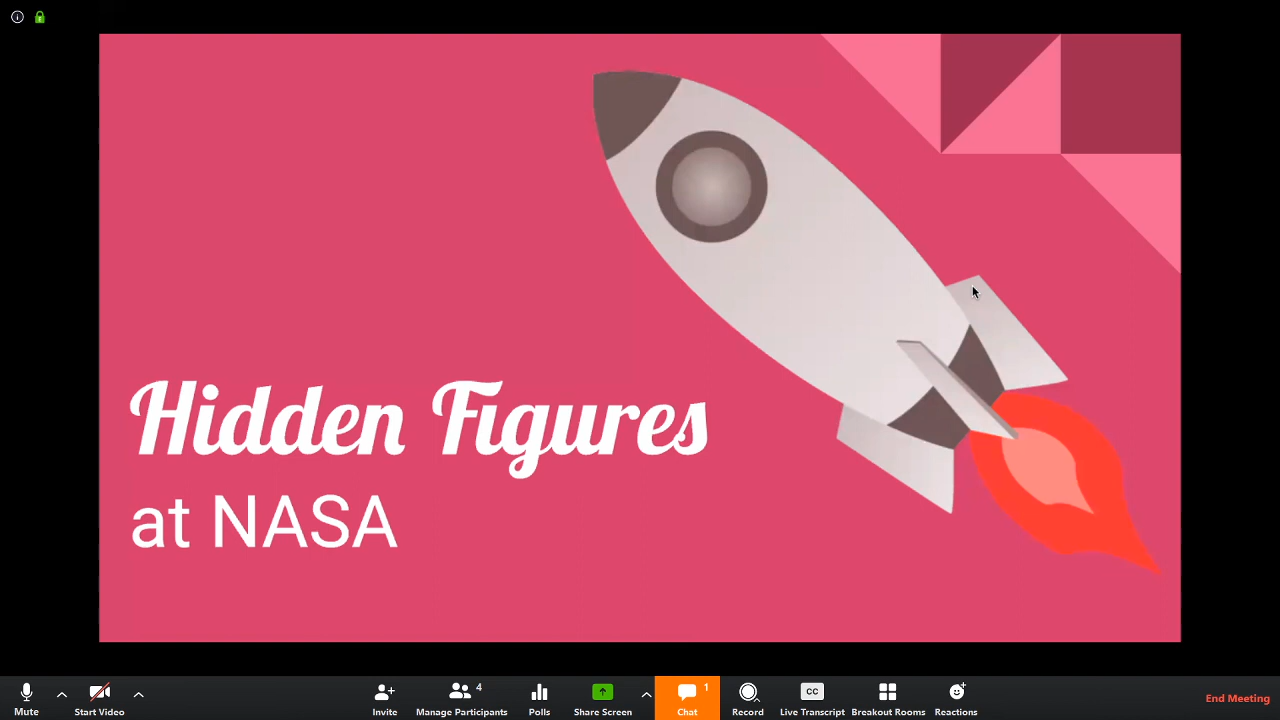 Hidden Figures
at NASA
Mute
Start Video
Invite
4
Manage Participants
Polls
Share Screen
1
Chat
Record
CC
Live Transcript
Breakout Rooms
Reactions
End Meeting